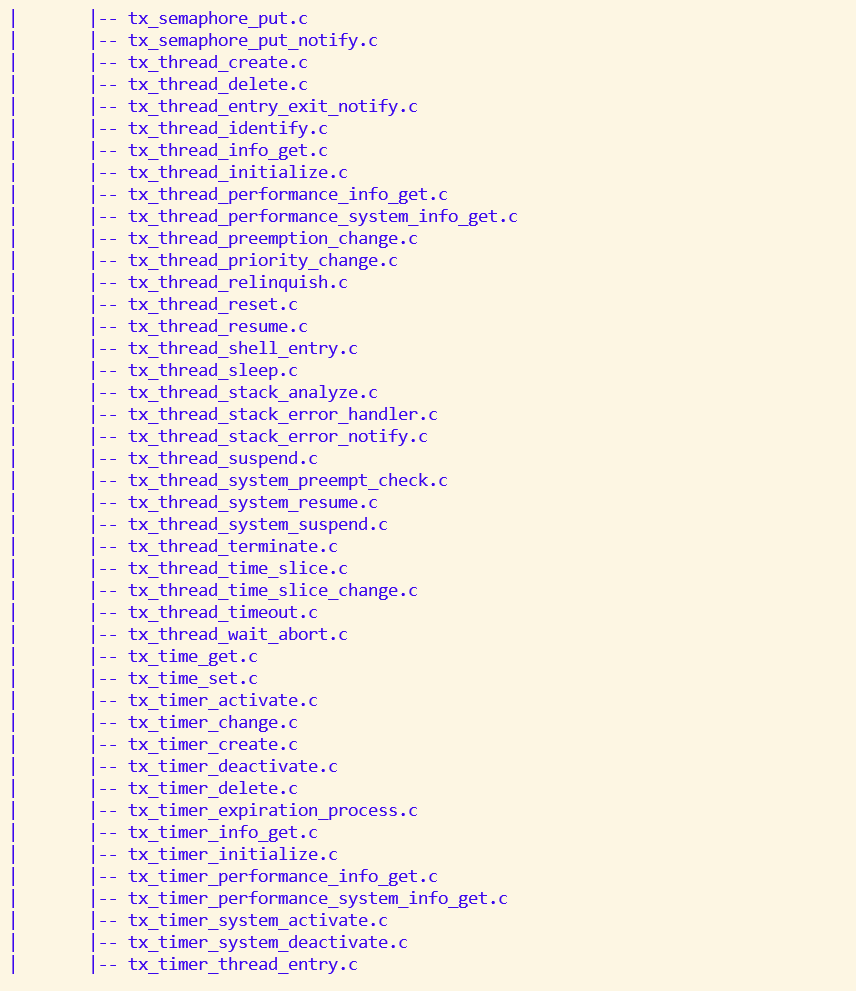 |       |-- tx_semaphore_put.c
|       |-- tx_semaphore_put_notify.c
|       |-- tx_thread_create.c
|       |-- tx_thread_delete.c
|       |-- tx_thread_entry_exit_notify.c
|       |-- tx_thread_identify.c
|       |-- tx_thread_info_get.c
|       |-- tx_thread_initialize.c
|       |-- tx_thread_performance_info_get.c
|       |-- tx_thread_performance_system_info_get.c
|       |-- tx_thread_preemption_change.c
|       |-- tx_thread_priority_change.c
|       |-- tx_thread_relinquish.c
|       |-- tx_thread_reset.c
|       |-- tx_thread_resume.c
|       |-- tx_thread_shell_entry.c
|       |-- tx_thread_sleep.c
|       |-- tx_thread_stack_analyze.c
|       |-- tx_thread_stack_error_handler.c
|       |-- tx_thread_stack_error_notify.c
|       |-- tx_thread_suspend.c
|       |-- tx_thread_system_preempt_check.c
|       |-- tx_thread_system_resume.c
|       |-- tx_thread_system_suspend.c
|       |-- tx_thread_terminate.c
|       |-- tx_thread_time_slice.c
|       |-- tx_thread_time_slice_change.c
|       |-- tx_thread_timeout.c
|       |-- tx_thread_wait_abort.c
|       |-- tx_time_get.c
|       |-- tx_time_set.c
|       |-- tx_timer_activate.c
|       |-- tx_timer_change.c
|       |-- tx_timer_create.c
|       |-- tx_timer_deactivate.c
|       |-- tx_timer_delete.c
|       |-- tx_timer_expiration_process.c
|       |-- tx_timer_info_get.c
|       |-- tx_timer_initialize.c
|       |-- tx_timer_performance_info_get.c
|       |-- tx_timer_performance_system_info_get.c
|       |-- tx_timer_system_activate.c
|       |-- tx_timer_system_deactivate.c
|       |-- tx_timer_thread_entry.c